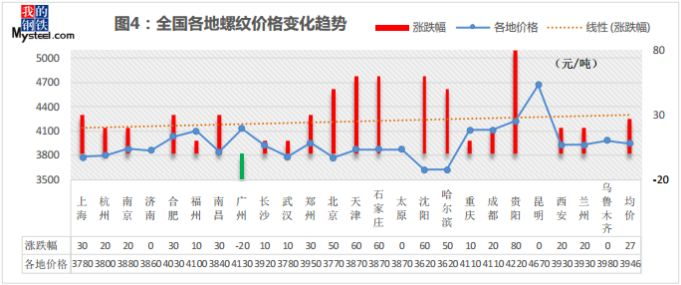 我的钢铁
Mysteel.com
图4:全国各地螺纹价格变化趋势
涨跌幅 各地价格 线性 (涨跌幅)
(元/吨)
5000 4700 4400 4100 3800 3500
80 30 -20
上海 杭州 南京 济南 合肥 福州 南昌 广州 长沙 武汉 郑州 北京 天津 石家庄 太原 沈阳 哈尔滨 重庆 成都 贵阳 昆明 西安 兰州 乌鲁木齐 均价
涨跌幅 30 20 20 0 30 10 30 -20 10 10 30 50 60 60 0 60 50 10 20 80 0 20 20 0 27
各地价格 3780 3800 3880 3860 4030 4100 3840 4130 3920 3780 3950 3770 3870 3870 3870 3620 3620 4110 4110 4220 4670 3930 3930 3980 3946